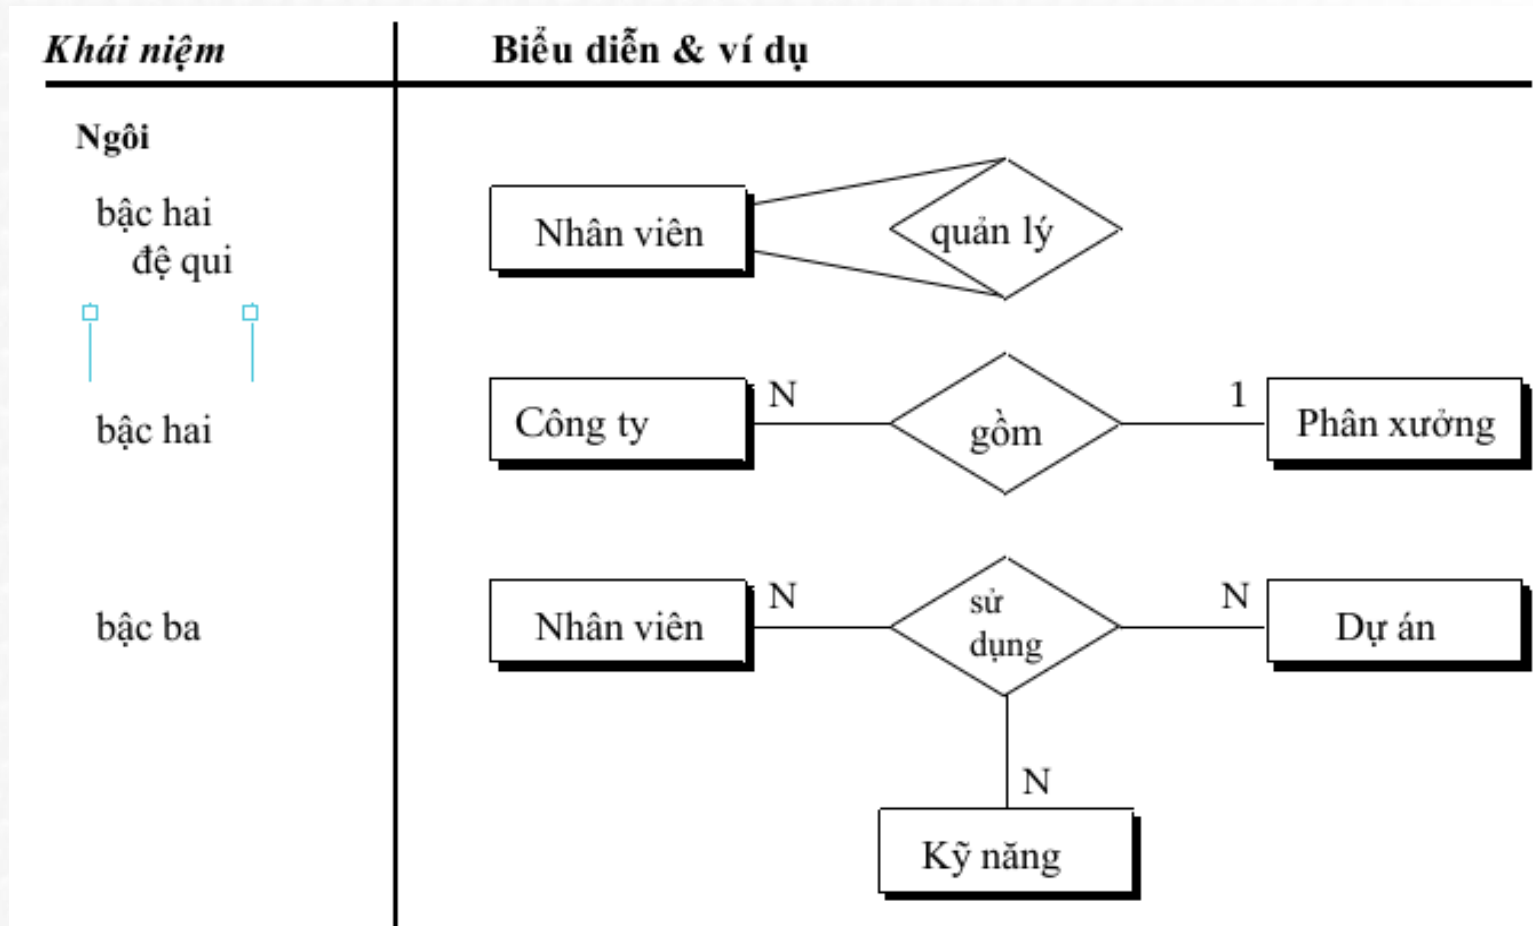 Khái niệm
Biểu diễn & ví dụ
Ngôi
bậc hai
đệ qui
Nhân viên
quản lý
bậc hai
Công ty
N
gồm
1
Phân xưởng
bậc ba
Nhân viên
N
sử
dụng
N
Dự án
N
Kỹ năng